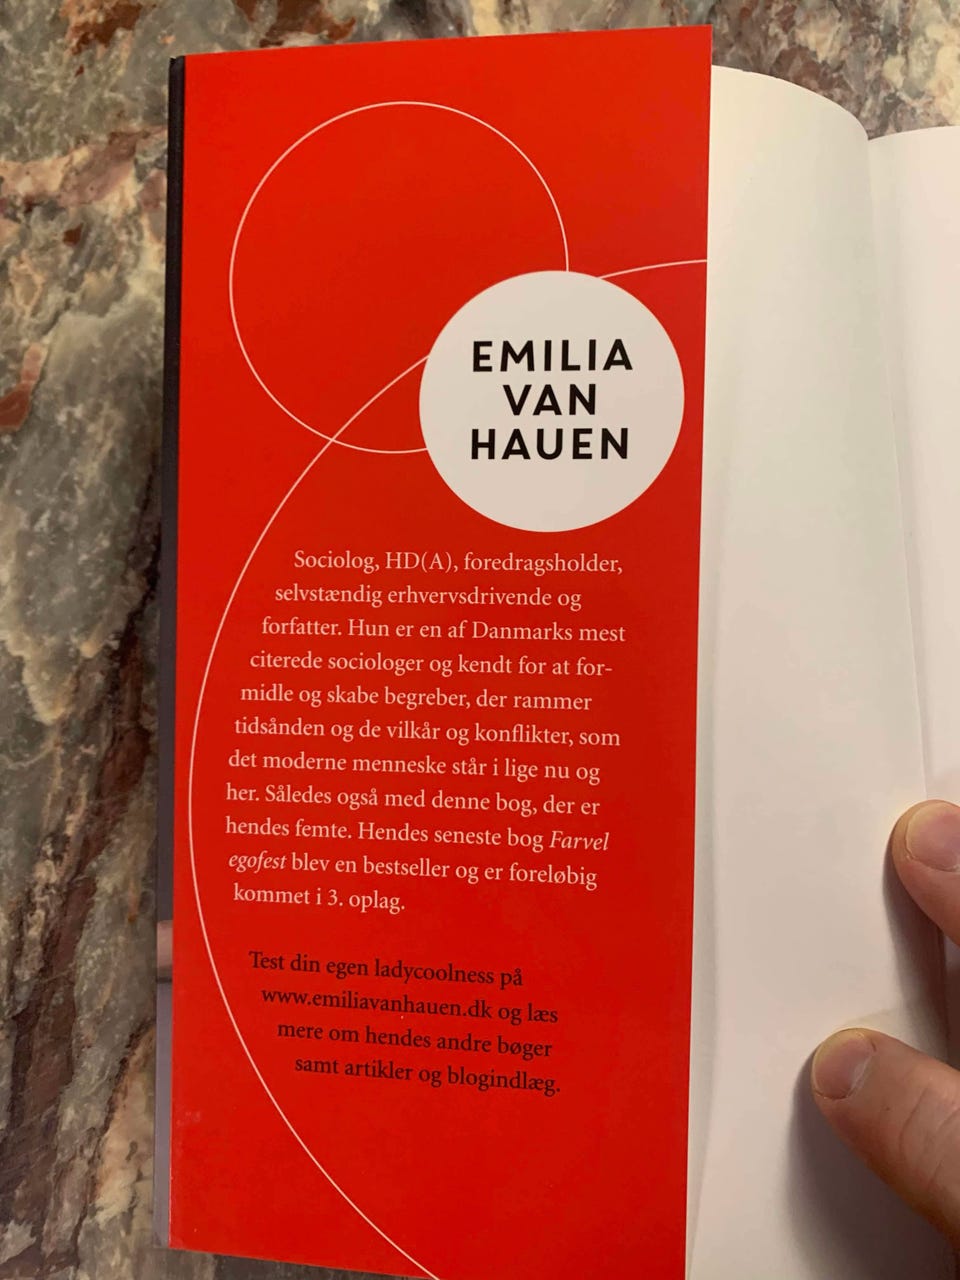 EMILIA
VAN
HAUEN
Sociolog, HD(A), foredragsholder,
selvstændig erhvervsdrivende og
forfatter. Hun er en af Danmarks mest
citerede sociologer og kendt for at for-
midle og skabe begreber, der rammer
tidsånden og de vilkår og konflikter, som
det moderne menneske står i lige nu og
her. Således også med denne bog, der er
hendes femte. Hendes seneste bog Farvel
egofest blev en bestseller og er foreløbig
kommet i 3. oplag.
Test din egen ladycoolness på
www.emiliavanhauen.dk og læs
mere om hendes andre bøger
samt artikler og blogindlæg.